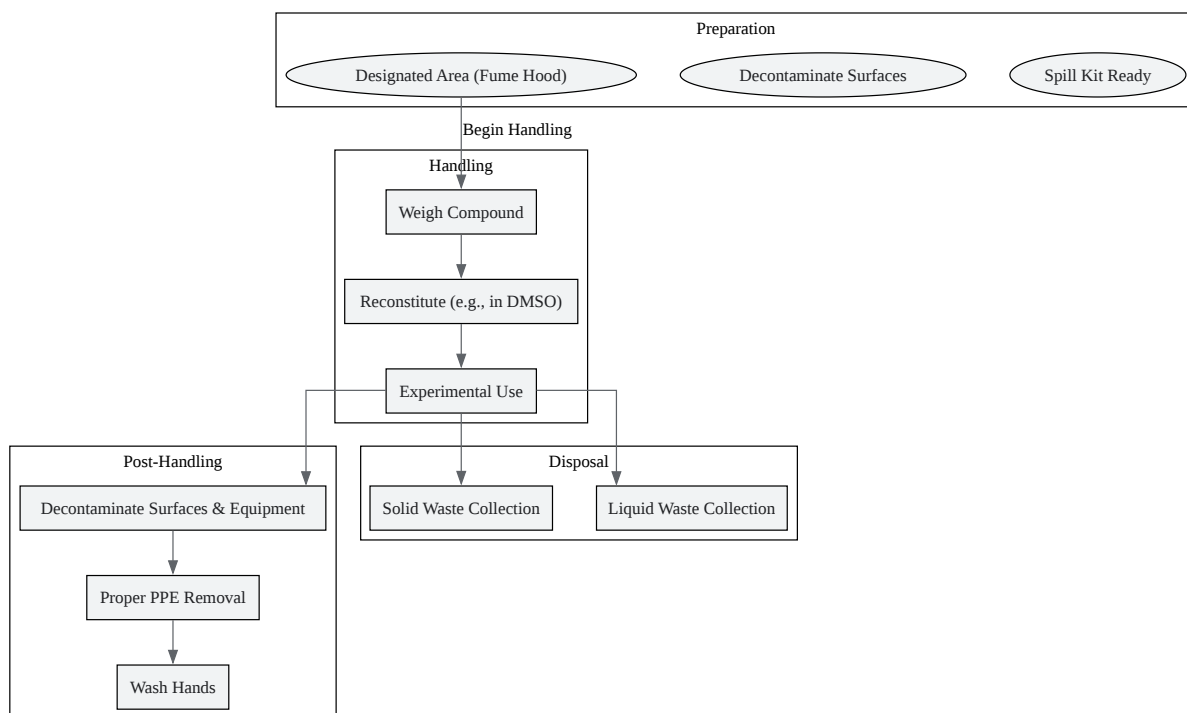 Preparation
Designated Area (Fume Hood)
Decontaminate Surfaces
Spill Kit Ready
Begin Handling
Handling
Weigh Compound
Reconstitute (e.g., in DMSO)
Experimental Use
Post-Handling
Decontaminate Surfaces & Equipment
Proper PPE Removal
Wash Hands
Disposal
Solid Waste Collection
Liquid Waste Collection